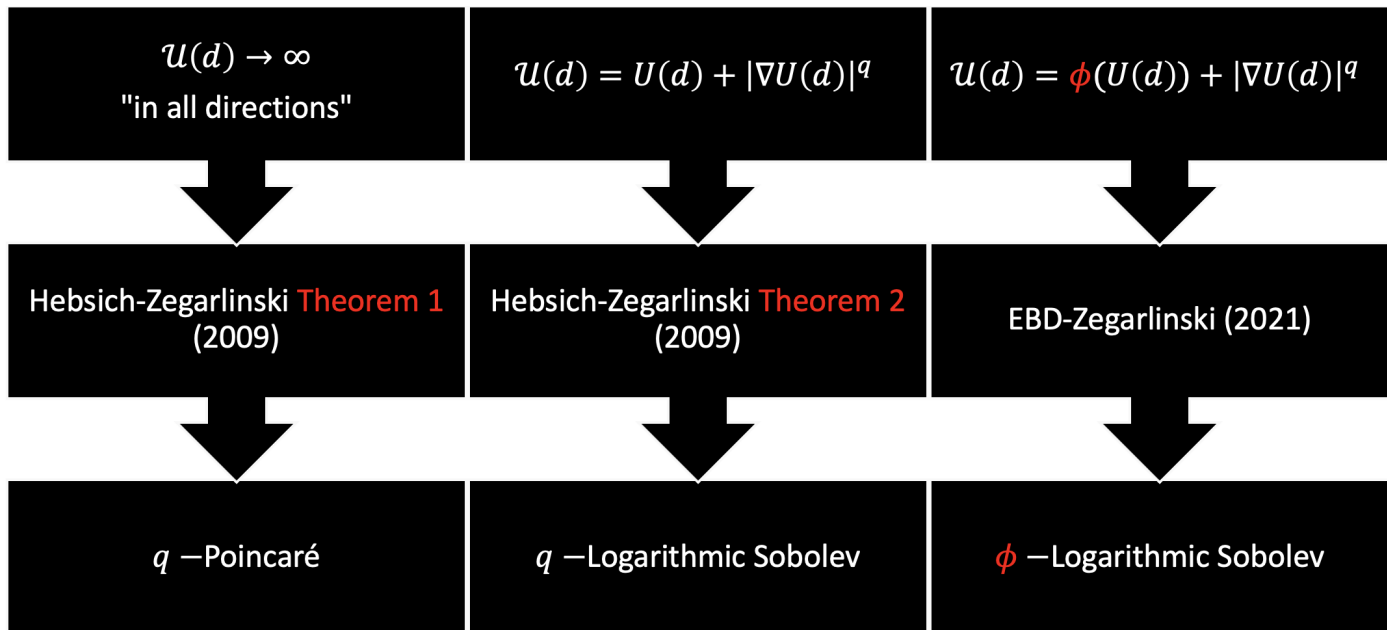 𝒰(d) → ∞
"in all directions"
𝒰(d) = U(d) + |∇U(d)|^q
𝒰(d) = ϕ(U(d)) + |∇U(d)|^q
Hebsich-Zegarlinski Theorem 1
(2009)
Hebsich-Zegarlinski Theorem 2
(2009)
EBD-Zegarlinski (2021)
q –Poincaré
q –Logarithmic Sobolev
ϕ –Logarithmic Sobolev